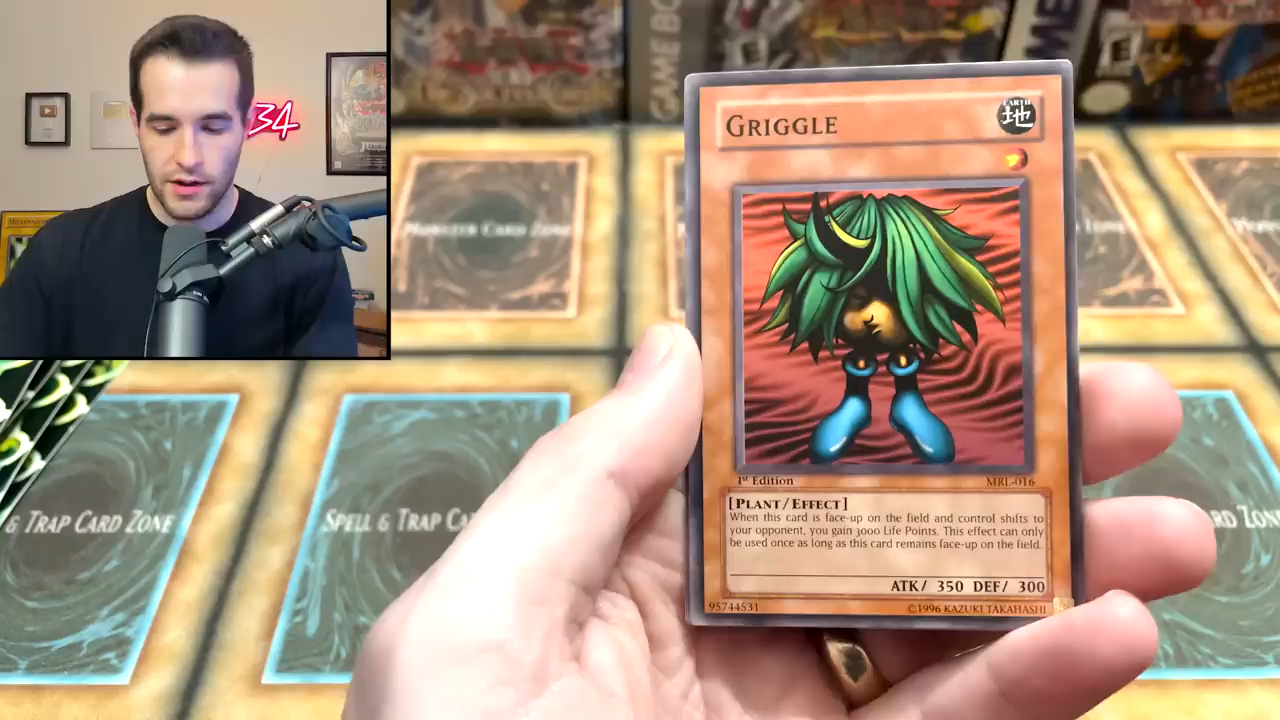 34
GAME BOY
Monster Card Zone
Griggle
EARTH
地
1st Edition
MRL-016
[Plant/Effect]
When this card is face-up on the field and control shifts to
your opponent, you gain 3000 Life Points. This effect can only
be used once as long as this card remains face-up on the field.
ATK/ 350 DEF/ 300
95744531
©1996 KAZUKI TAKAHASHI
& Trap Card Zone
Spell & Trap Ca
rd Zone